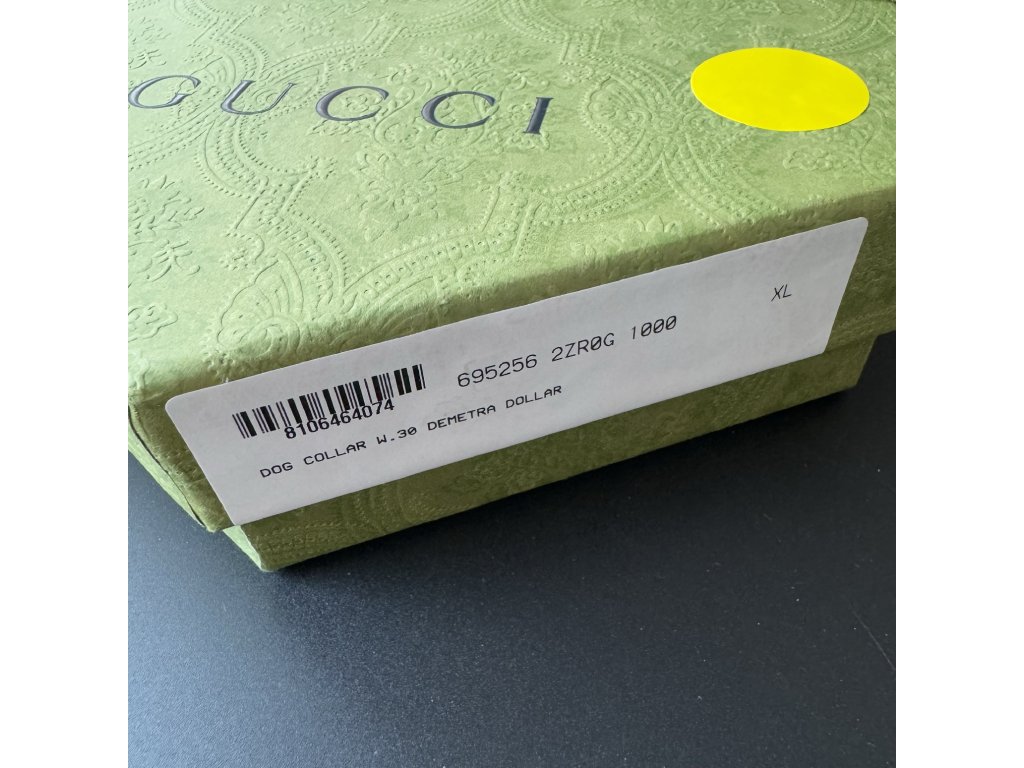 GUCCI
XL
695256 2ZR0G 1000
8106464074
DOG COLLAR W.30 DEMETRA DOLLAR